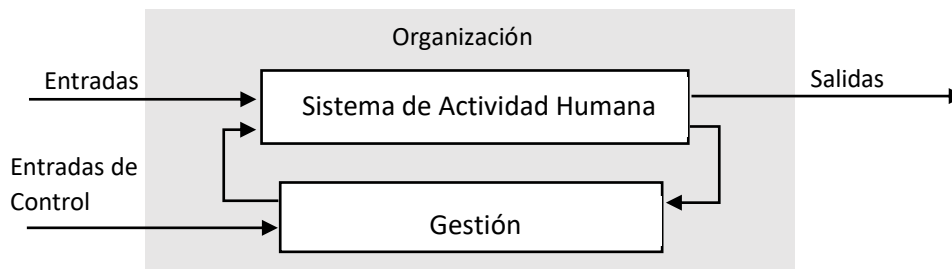 Organización
Entradas
Sistema de Actividad Humana
Salidas
Entradas de
Control
Gestión